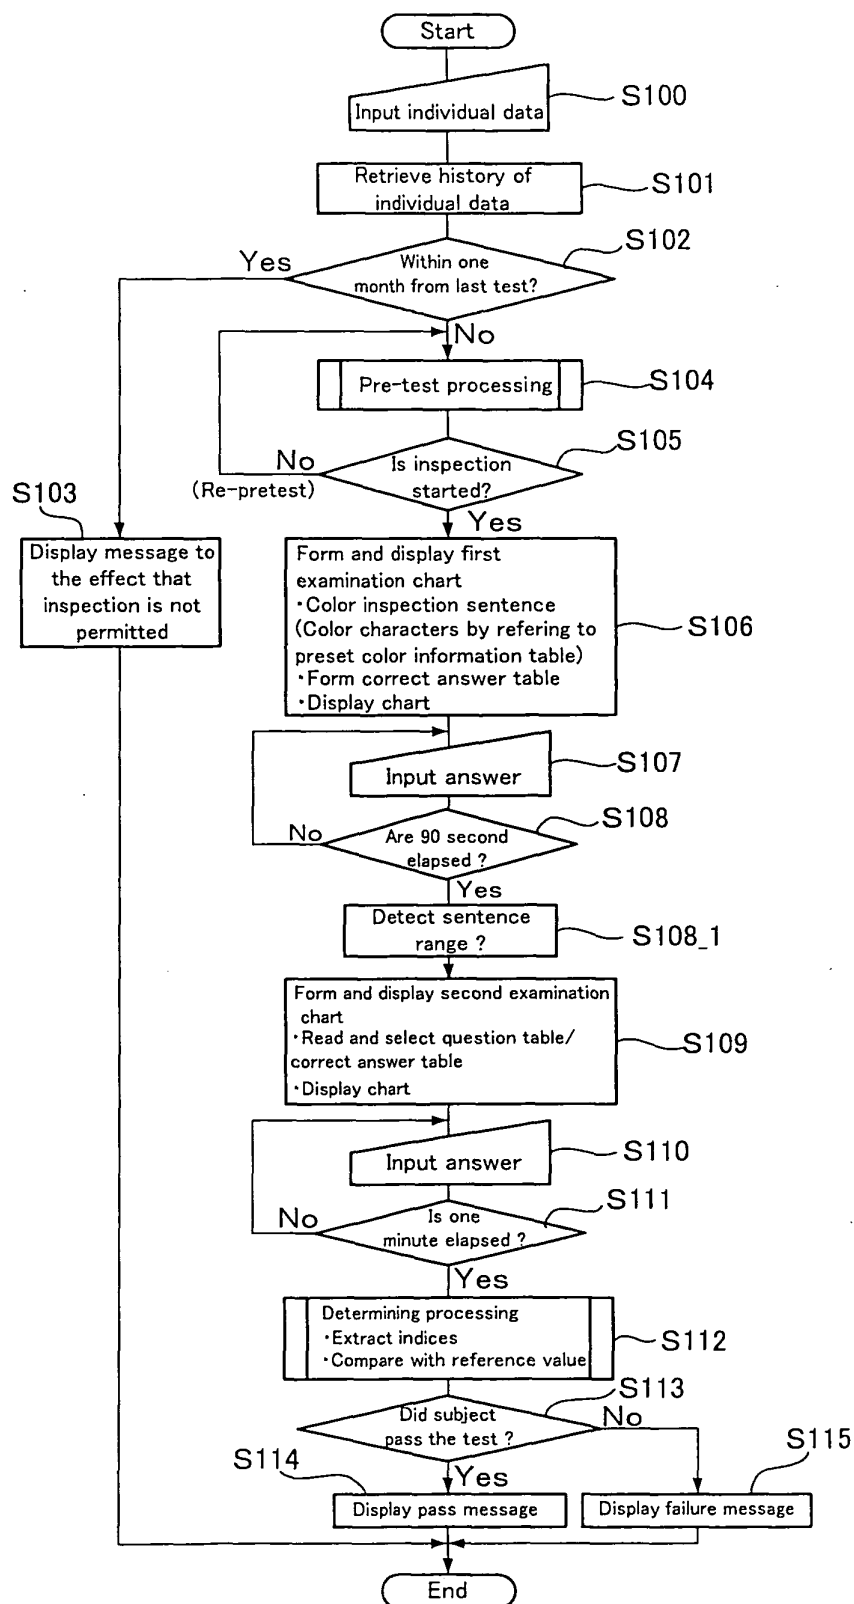 Start
Input individual data
S100
Retrieve history of
individual data
S101
Within one
month from last test?
S102
Yes
No
Pre-test processing
S104
Is inspection
started?
S105
No
(Re-pretest)
Yes
S103
Display message to
the effect that
inspection is not
permitted
Form and display first
examination chart
・Color inspection sentence
(Color characters by refering to
preset color information table)
・Form correct answer table
・Display chart
S106
Input answer
S107
Are 90 second
elapsed ?
S108
No
Yes
Detect sentence
range ?
S108_1
Form and display second examination
chart
・Read and select question table/
correct answer table
・Display chart
S109
Input answer
S110
Is one
minute elapsed ?
S111
No
Yes
Determining processing
・Extract indices
・Compare with reference value
S112
Did subject
pass the test ?
S113
No
Yes
S114
Display pass message
S115
Display failure message
End